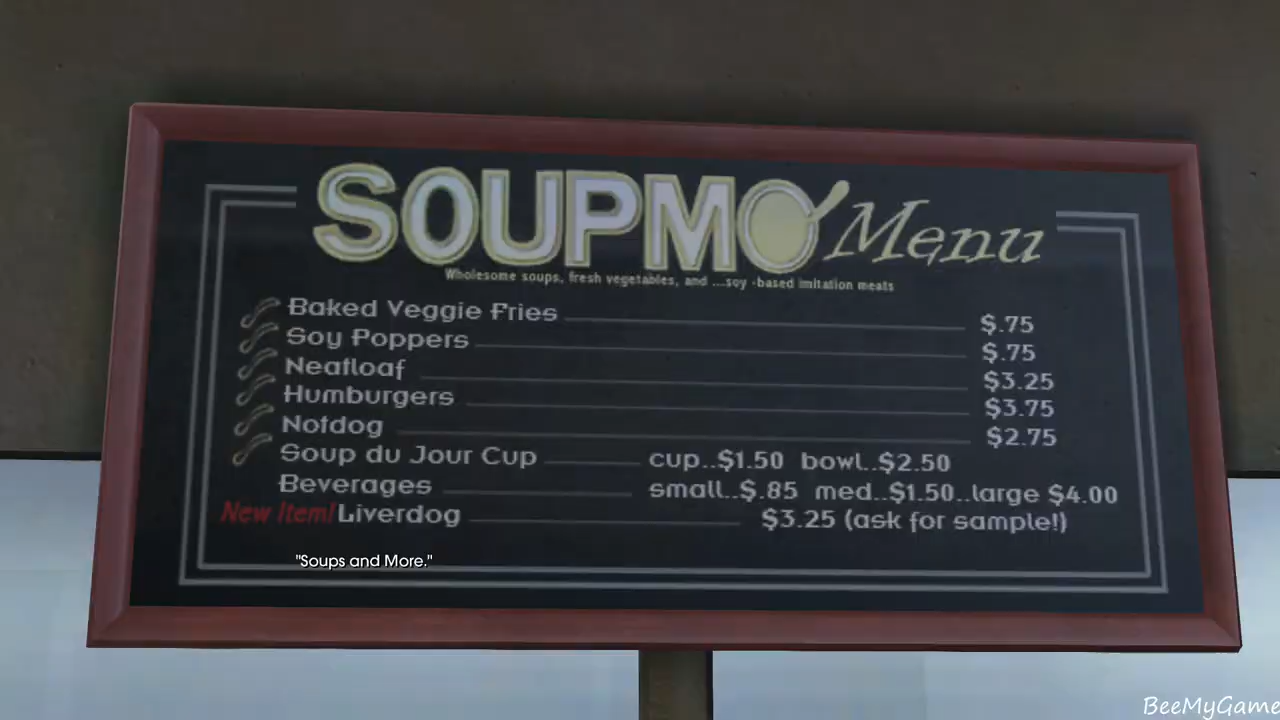 SOUPMO Menu
Wholesome soups, fresh vegetables, and ...soy -based imitation meats
Baked Veggie Fries $.75
Soy Poppers $.75
Neatloaf $3.25
Humburgers $3.75
Notdog $2.75
Soup du Jour Cup cup..$1.50 bowl..$2.50
Beverages small..$.85 med..$1.50..large $4.00
New Item! Liverdog $3.25 (ask for sample!)
"Soups and More."
BeeMyGame